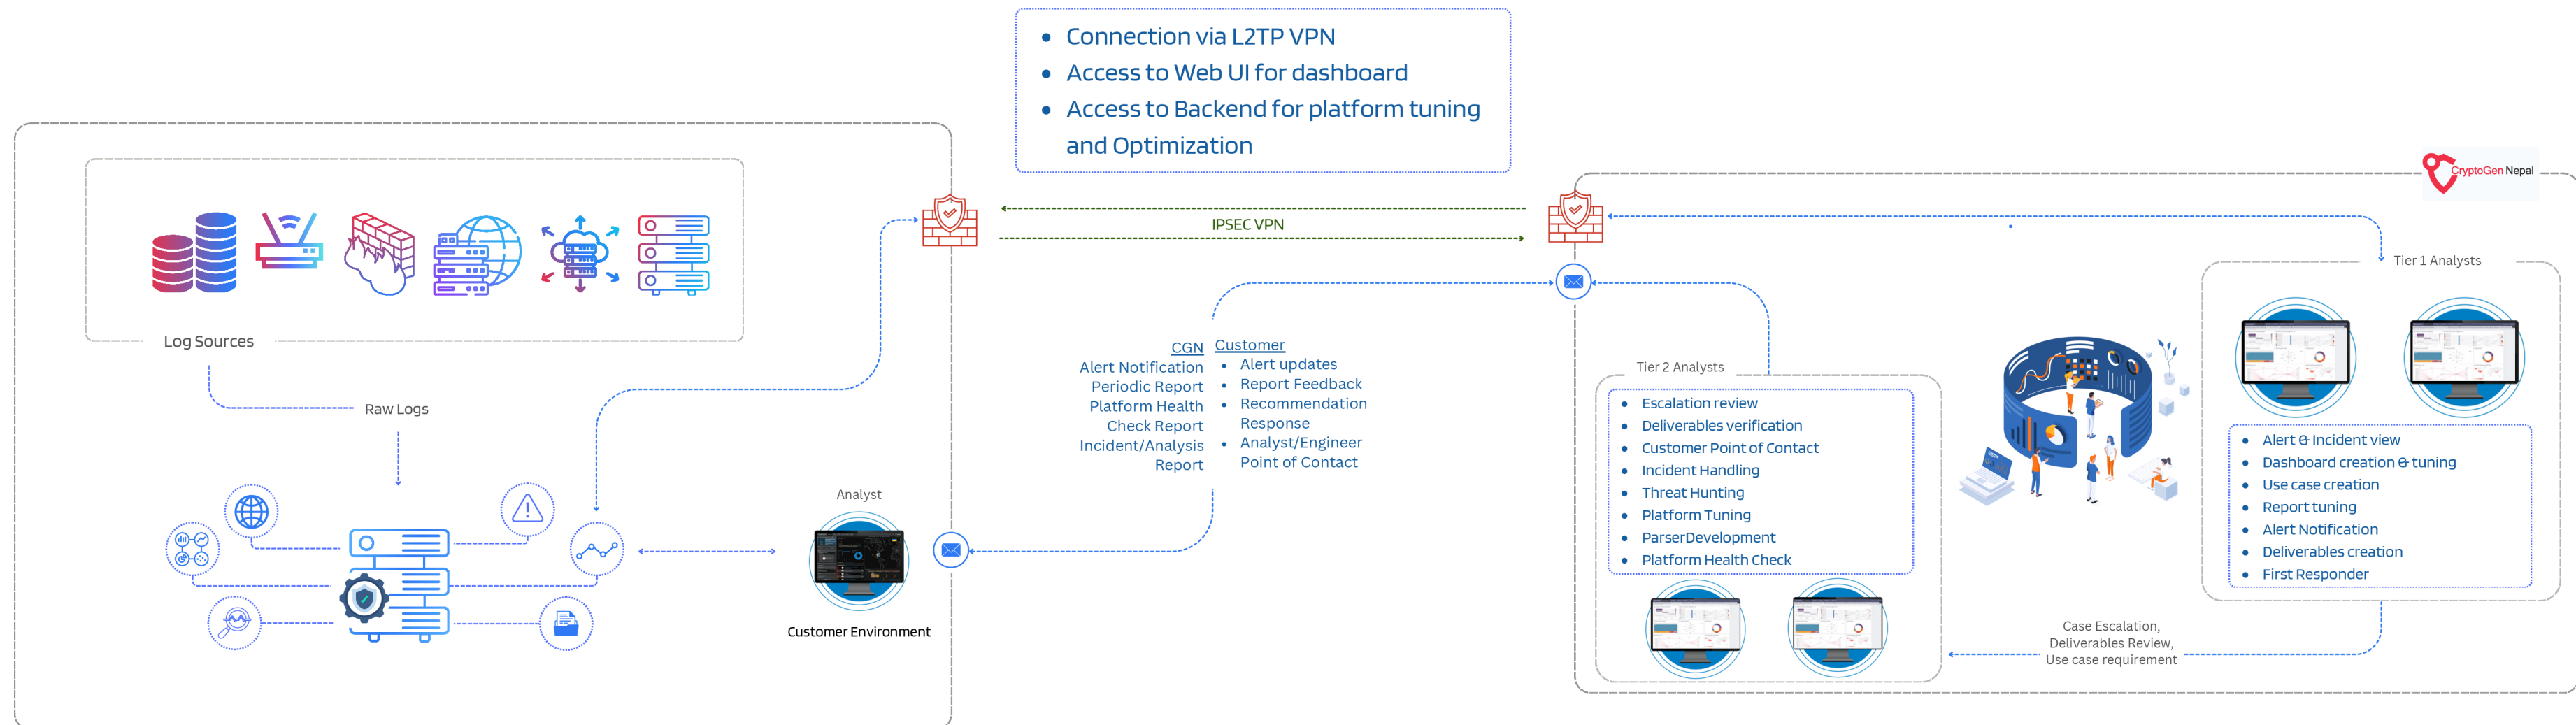 • Connection via L2TP VPN
• Access to Web UI for dashboard
• Access to Backend for platform tuning
and Optimization
CryptoGen Nepal
Log Sources
Raw Logs
Analyst
Customer Environment
IPSEC VPN
CGN
Alert Notification
Periodic Report
Platform Health
Check Report
Incident/Analysis
Report
Customer
• Alert updates
• Report Feedback
• Recommendation
Response
• Analyst/Engineer
Point of Contact
Tier 2 Analysts
• Escalation review
• Deliverables verification
• Customer Point of Contact
• Incident Handling
• Threat Hunting
• Platform Tuning
• ParserDevelopment
• Platform Health Check
Tier 1 Analysts
• Alert & Incident view
• Dashboard creation & tuning
• Use case creation
• Report tuning
• Alert Notification
• Deliverables creation
• First Responder
Case Escalation,
Deliverables Review,
Use case requirement